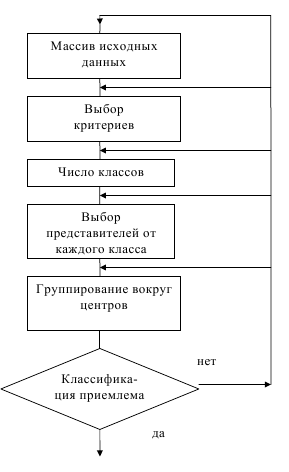 Массив исходных
данных
Выбор
критериев
Число классов
Выбор
представителей от
каждого класса
Группирование вокруг
центров
нет
Классифика-
ция приемлема
да